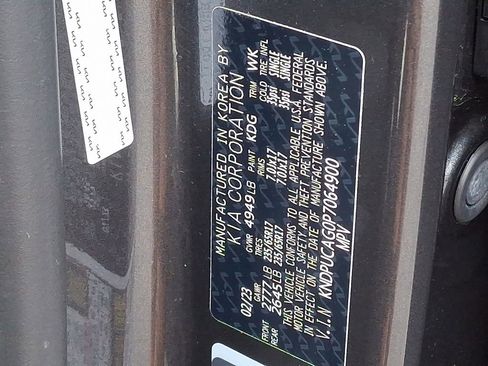 MANUFACTURED IN KOREA BY
KIA CORPORATION
02/23 GVWR 4949LB PAINT KDG TRIM WK
GAWR TIRES RIMS COLD TIRE INFL
FRONT 2447LB 235/65R17 7.0Jx17 35psi SINGLE
REAR 2645LB 235/65R17 7.0Jx17 35psi SINGLE
THIS VEHICLE CONFORMS TO ALL APPLICABLE U.S.A. FEDERAL
MOTOR VEHICLE SAFETY AND THEFT PREVENTION STANDARDS
IN EFFECT ON THE DATE OF MANUFACTURE SHOWN ABOVE.
V.I.N KNDPUCAG0P7064900
MPV